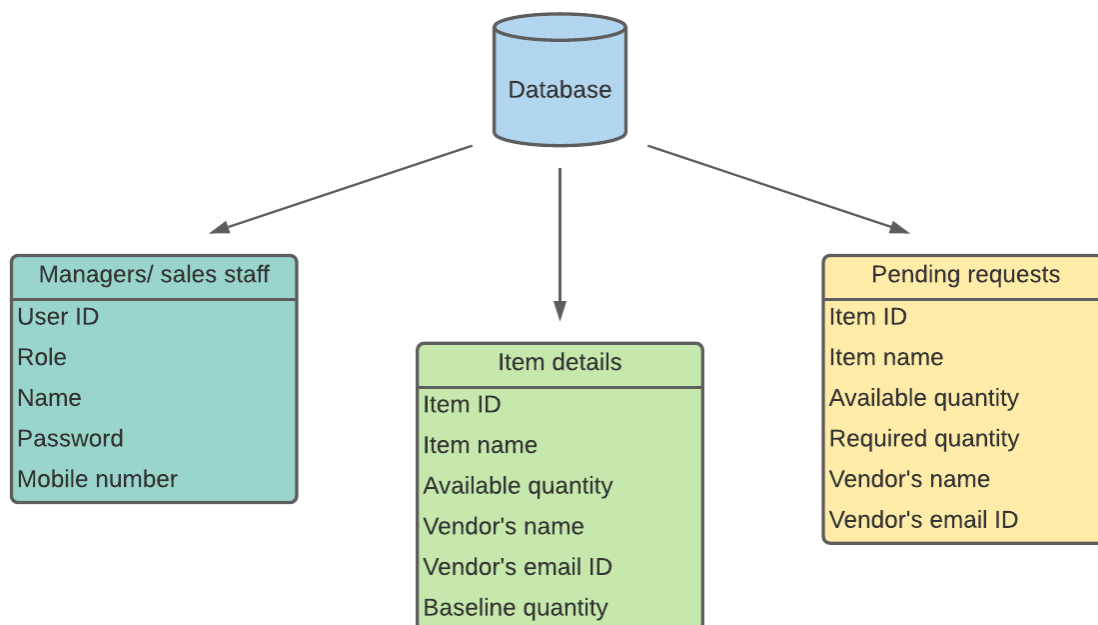 Database
Managers/ sales staff
User ID
Role
Name
Password
Mobile number
Item details
Item ID
Item name
Available quantity
Vendor's name
Vendor's email ID
Baseline quantity
Pending requests
Item ID
Item name
Available quantity
Required quantity
Vendor's name
Vendor's email ID